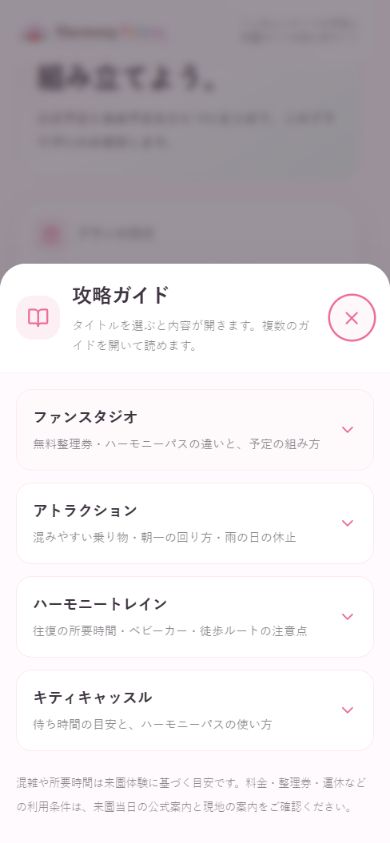 組み立てよう。
攻略ガイド
タイトルを選ぶと内容が開きます。複数のガ
イドを開いて読めます。
ファンスタジオ
無料整理券・ハーモニーパスの違いと、予定の組み方
アトラクション
混みやすい乗り物・朝一の回り方・雨の日の休止
ハーモニートレイン
往復の所要時間・ベビーカー・徒歩ルートの注意点
キティキャッスル
待ち時間の目安と、ハーモニーパスの使い方
混雑や所要時間は来園体験に基づく目安です。料金・整理券・運休など
の利用条件は、来園当日の公式案内と現地の案内をご確認ください。